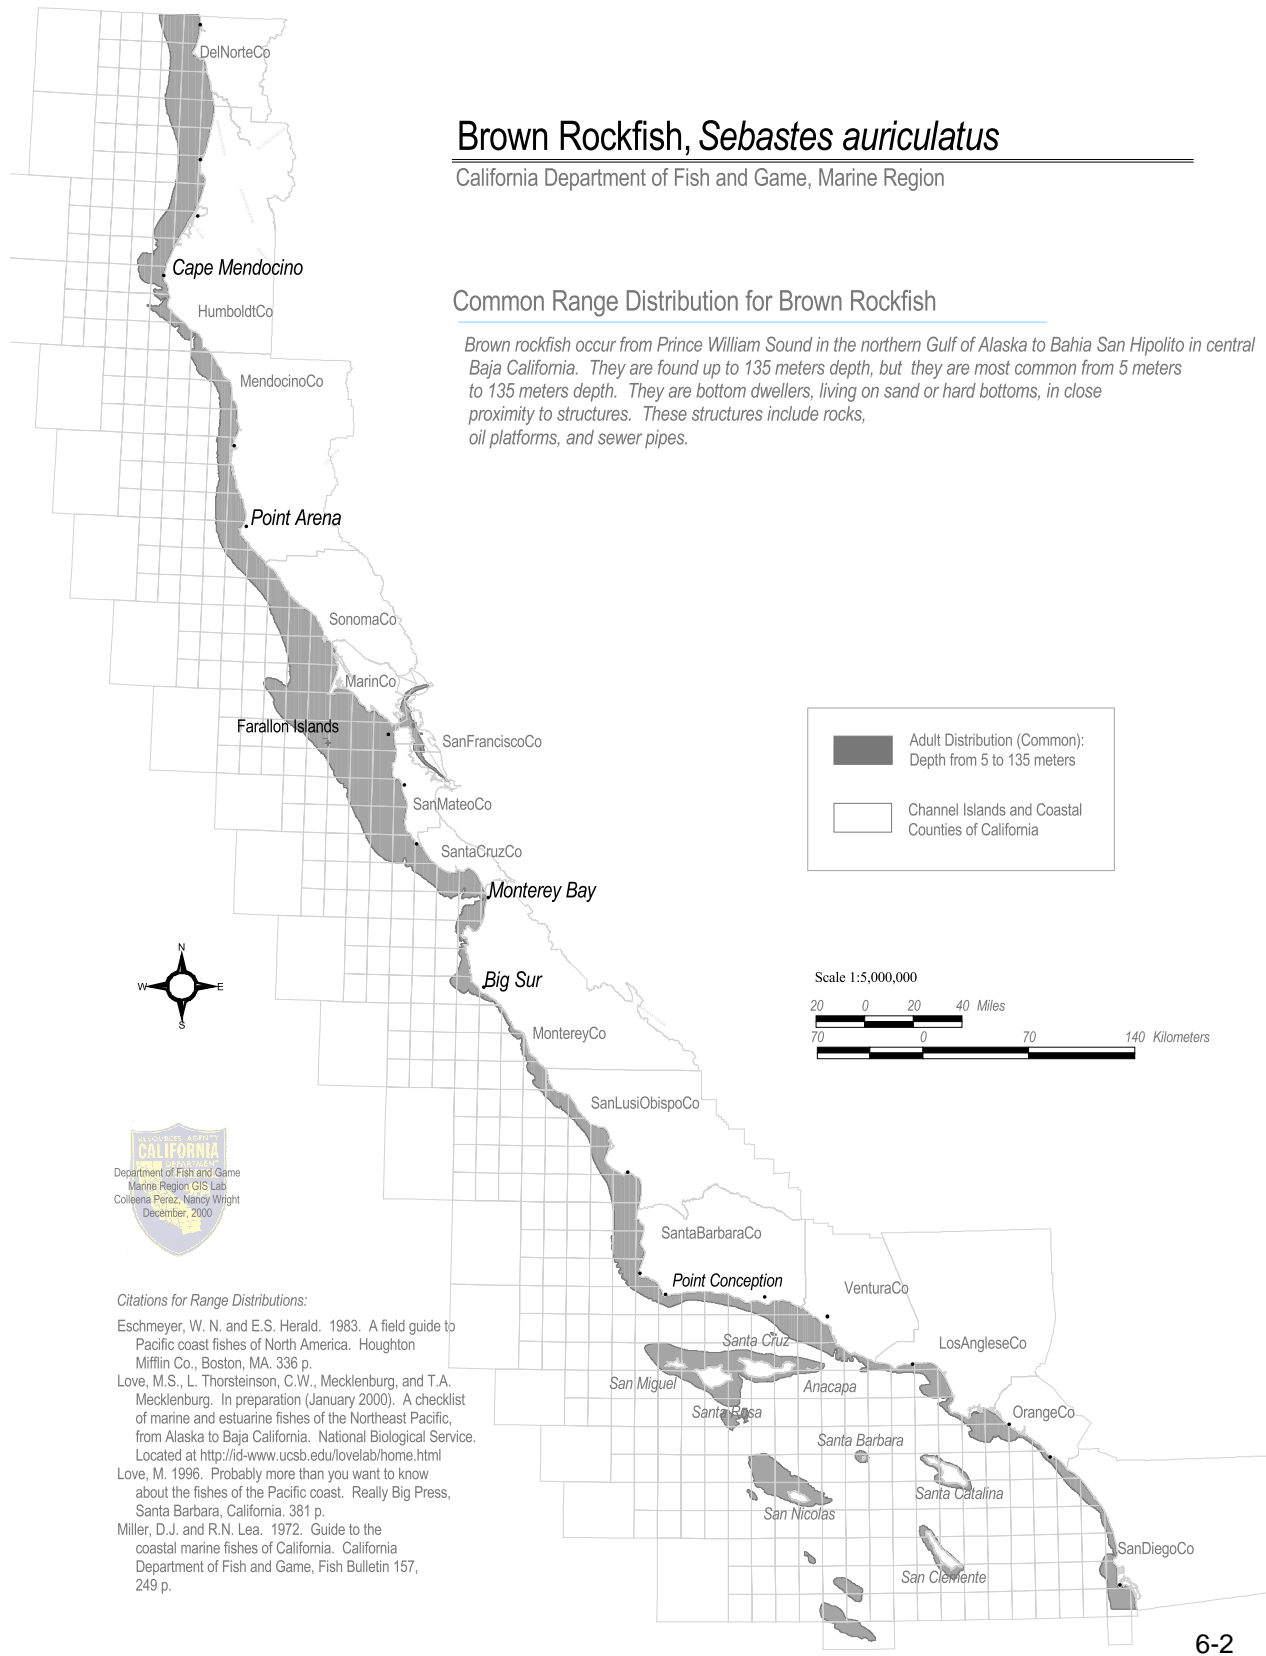 DelNorteCo
Brown Rockfish, Sebastes auriculatus
California Department of Fish and Game, Marine Region
Cape Mendocino
HumboldtCo
Common Range Distribution for Brown Rockfish
Brown rockfish occur from Prince William Sound in the northern Gulf of Alaska to Bahia San Hipolito in central
Baja California. They are found up to 135 meters depth, but they are most common from 5 meters
to 135 meters depth. They are bottom dwellers, living on sand or hard bottoms, in close
proximity to structures. These structures include rocks,
oil platforms, and sewer pipes.
MendocinoCo
Point Arena
SonomaCo
MarinCo
Farallon Islands
SanFranciscoCo
SanMateoCo
SantaCruzCo
Monterey Bay
Big Sur
MontereyCo
SanLusiObispoCo
SantaBarbaraCo
Point Conception
VenturaCo
LosAngleseCo
OrangeCo
SanDiegoCo
Santa Cruz
San Miguel
Anacapa
Santa Rosa
Santa Barbara
Santa Catalina
San Nicolas
San Clemente
Adult Distribution (Common):
Depth from 5 to 135 meters
Channel Islands and Coastal
Counties of California
N
W
E
S
Scale 1:5,000,000
20 0 20 40 Miles
70 0 70 140 Kilometers
RESOURCES AGENCY
CALIFORNIA
DEPARTMENT
Department of Fish and Game
Marine Region GIS Lab
Colleena Perez, Nancy Wright
December, 2000
Citations for Range Distributions:
Eschmeyer, W. N. and E.S. Herald. 1983. A field guide to
Pacific coast fishes of North America. Houghton
Mifflin Co., Boston, MA. 336 p.
Love, M.S., L. Thorsteinson, C.W., Mecklenburg, and T.A.
Mecklenburg. In preparation (January 2000). A checklist
of marine and estuarine fishes of the Northeast Pacific,
from Alaska to Baja California. National Biological Service.
Located at http://id-www.ucsb.edu/lovelab/home.html
Love, M. 1996. Probably more than you want to know
about the fishes of the Pacific coast. Really Big Press,
Santa Barbara, California. 381 p.
Miller, D.J. and R.N. Lea. 1972. Guide to the
coastal marine fishes of California. California
Department of Fish and Game, Fish Bulletin 157,
249 p.
6-2